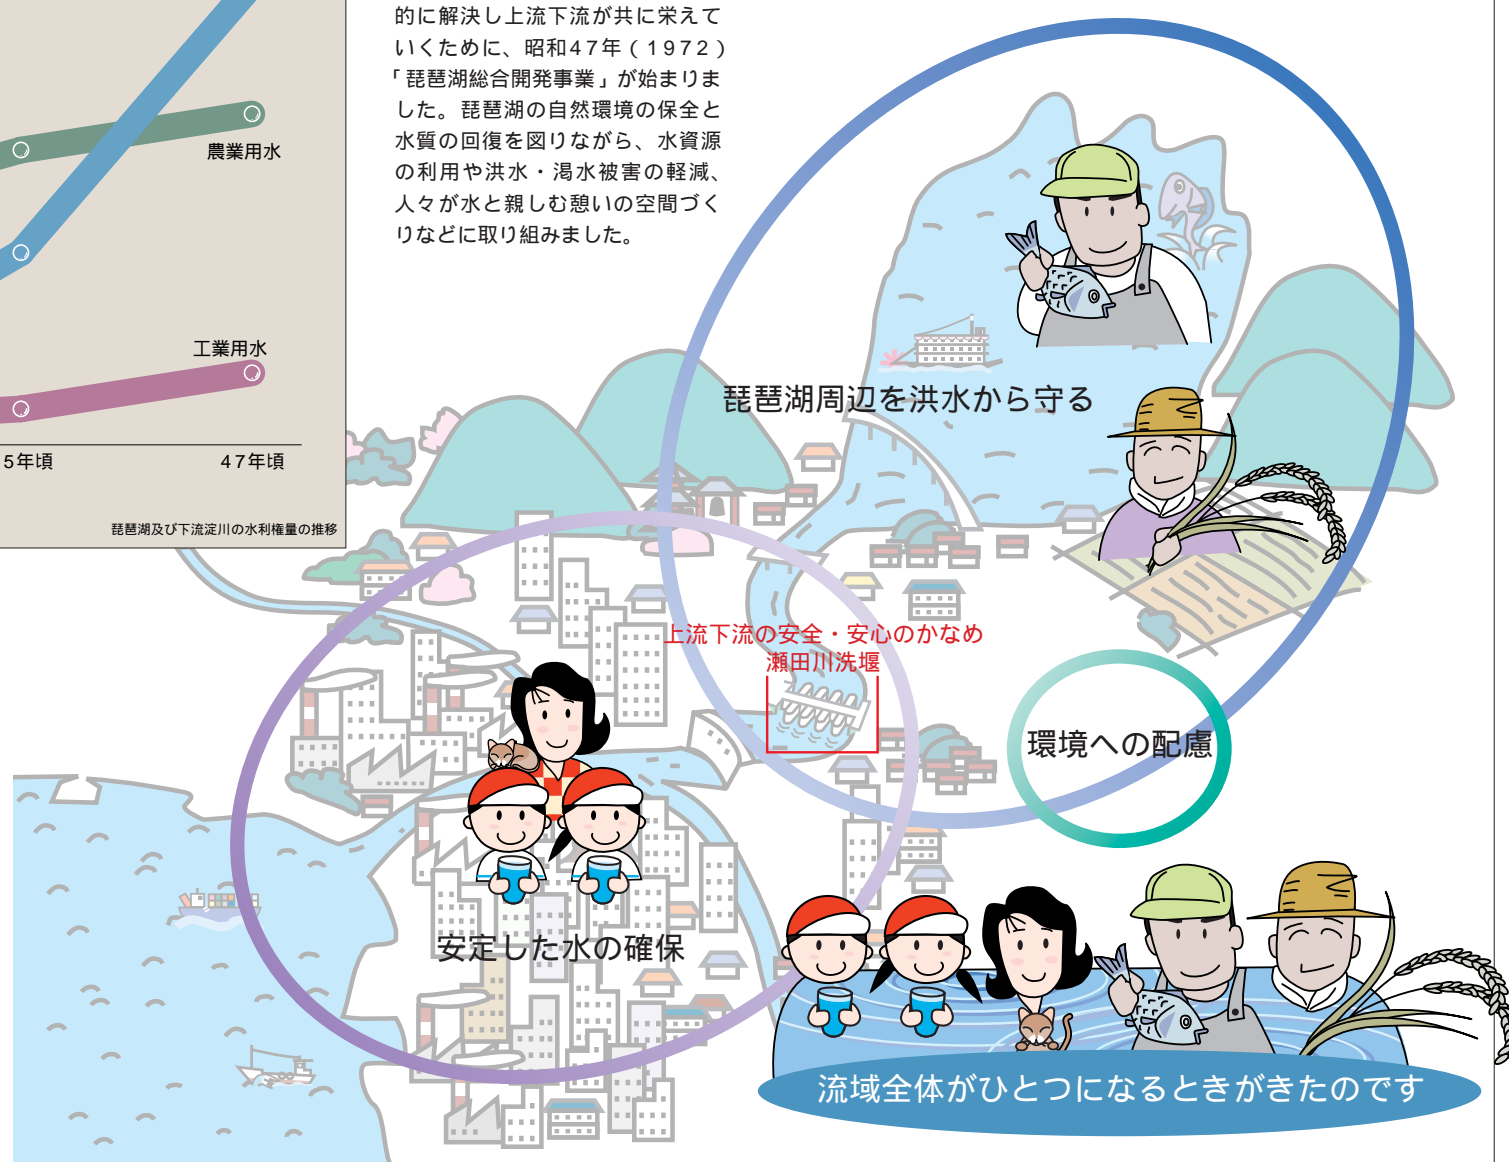 農業用水
工業用水
5年頃
47年頃
琵琶湖及び下流淀川の水利権量の推移
的に解決し上流下流が共に栄えて
いくために、昭和47年（1972）
「琵琶湖総合開発事業」が始まりま
した。琵琶湖の自然環境の保全と
水質の回復を図りながら、水資源
の利用や洪水・渇水被害の軽減、
人々が水と親しむ憩いの空間づく
りなどに取り組みました。
琵琶湖周辺を洪水から守る
上流下流の安全・安心のかなめ
瀬田川洗堰
環境への配慮
安定した水の確保
流域全体がひとつになるときがきたのです